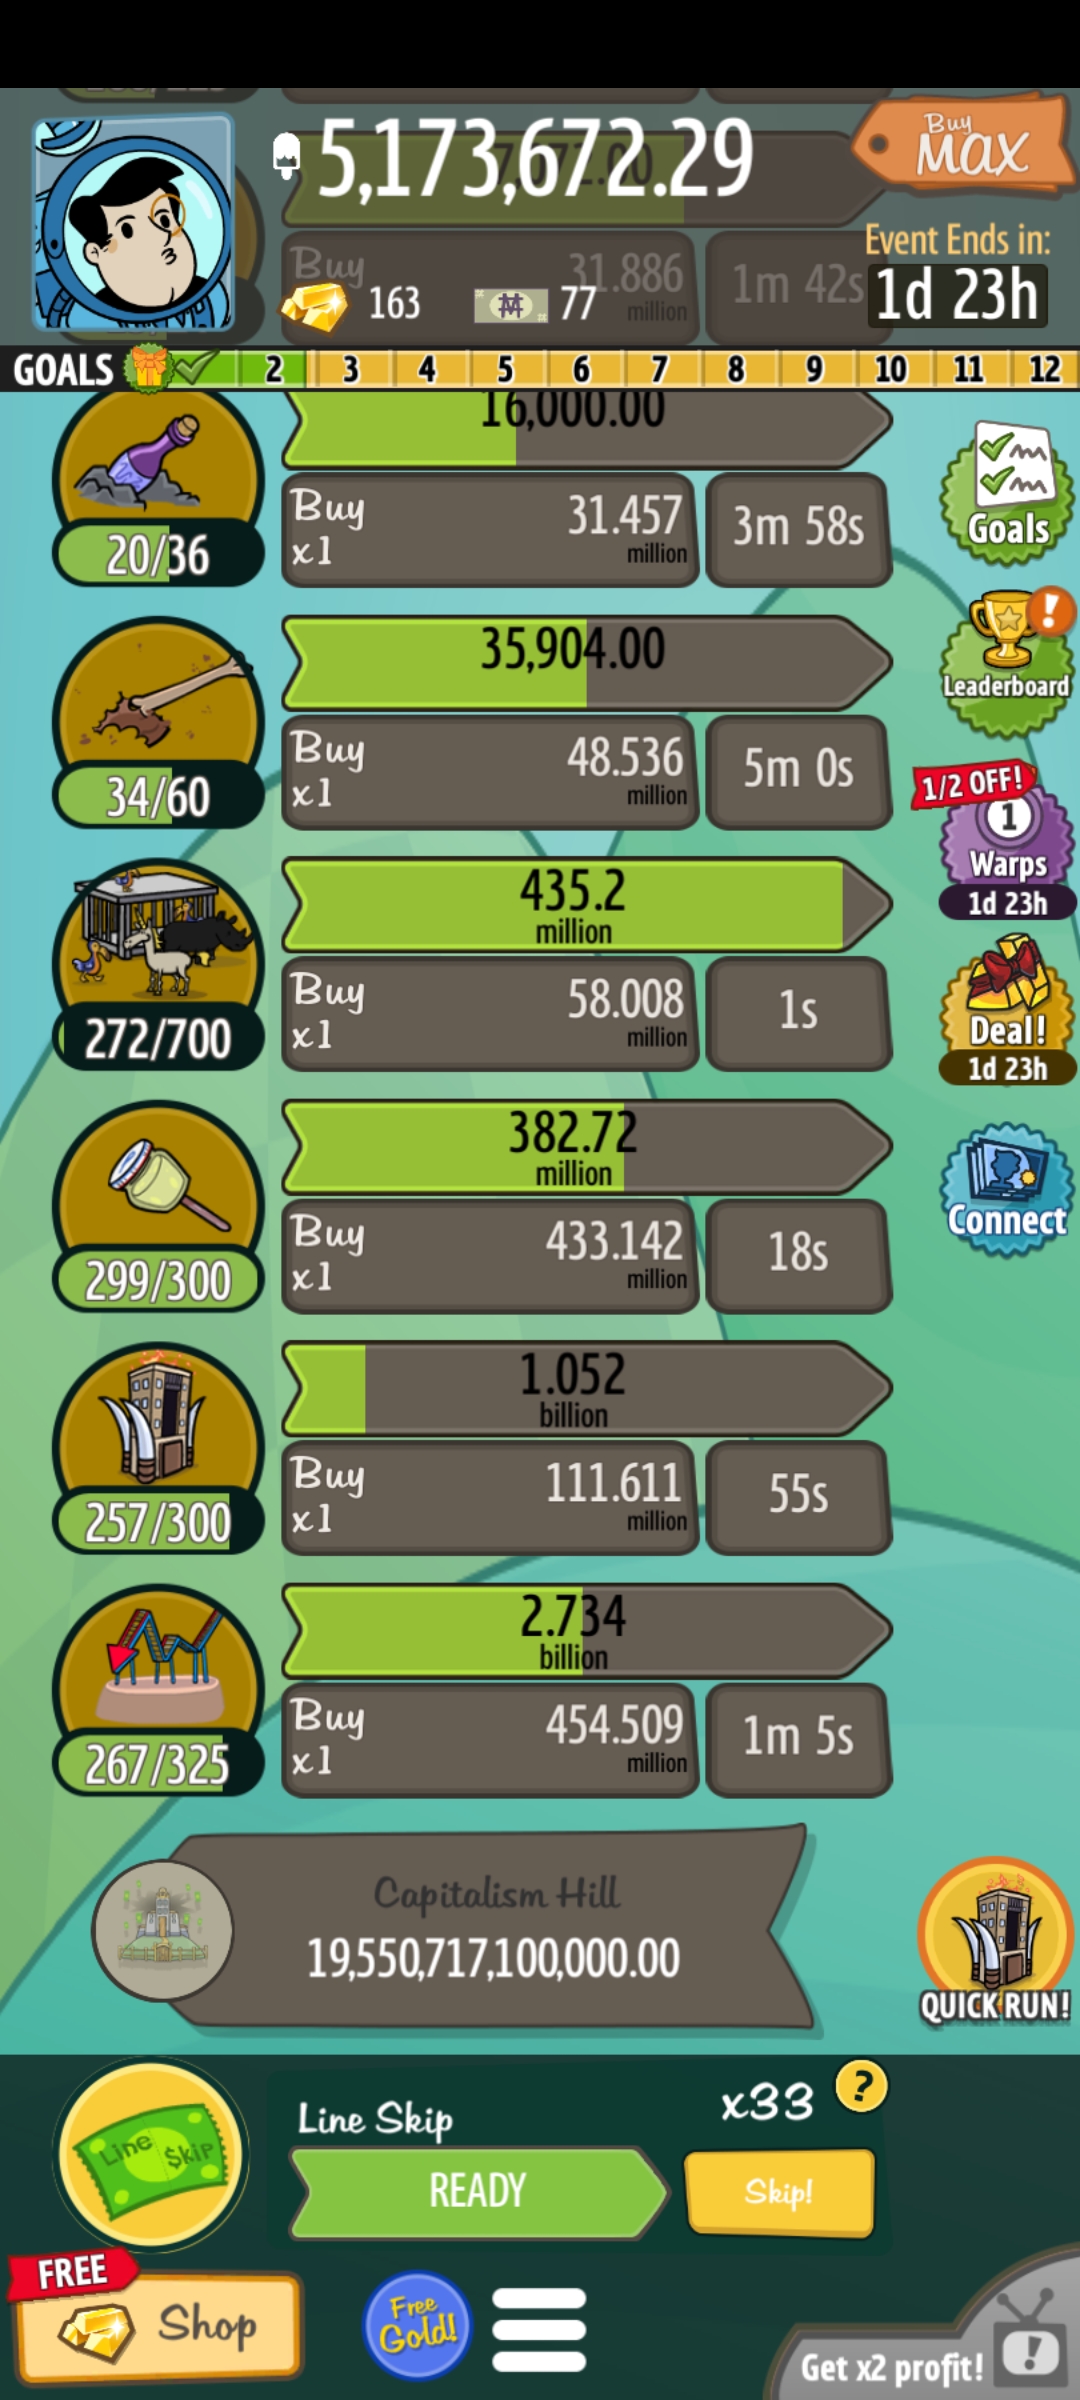 5,173,672.29
Buy
MAX
Event Ends in:
1d 23h
163
77
Buy
31.886
million
1m 42s
GOALS
2
3
4
5
6
7
8
9
10
11
12
16,000.00
Buy
x1
31.457
million
3m 58s
20/36
Goals
35,904.00
Buy
x1
48.536
million
5m 0s
34/60
Leaderboard
1/2 OFF!
1
Warps
1d 23h
435.2
million
Buy
x1
58.008
million
1s
272/700
Deal!
1d 23h
382.72
million
Buy
x1
433.142
million
18s
299/300
Connect
1.052
billion
Buy
x1
111.611
million
55s
257/300
2.734
billion
Buy
x1
454.509
million
1m 5s
267/325
Capitalism Hill
19,550,717,100,000.00
QUICK RUN!
Line $kip
Line Skip
x33
?
READY
Skip!
FREE
Shop
Free
Gold!
Get x2 profit!